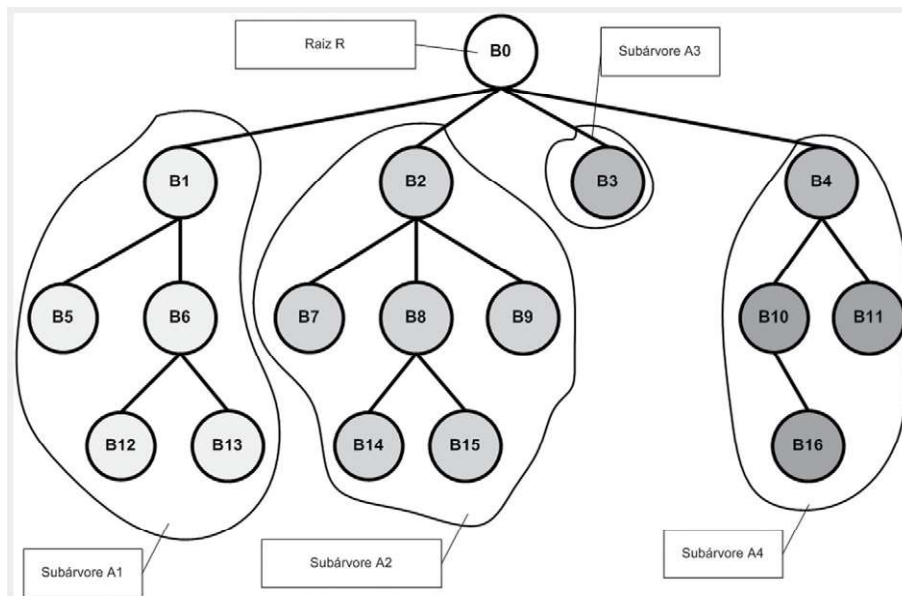 Raiz R
B0
Subárvore A3
B1
B2
B3
B4
B5
B6
B7
B8
B9
B10
B11
B12
B13
B14
B15
B16
Subárvore A1
Subárvore A2
Subárvore A4